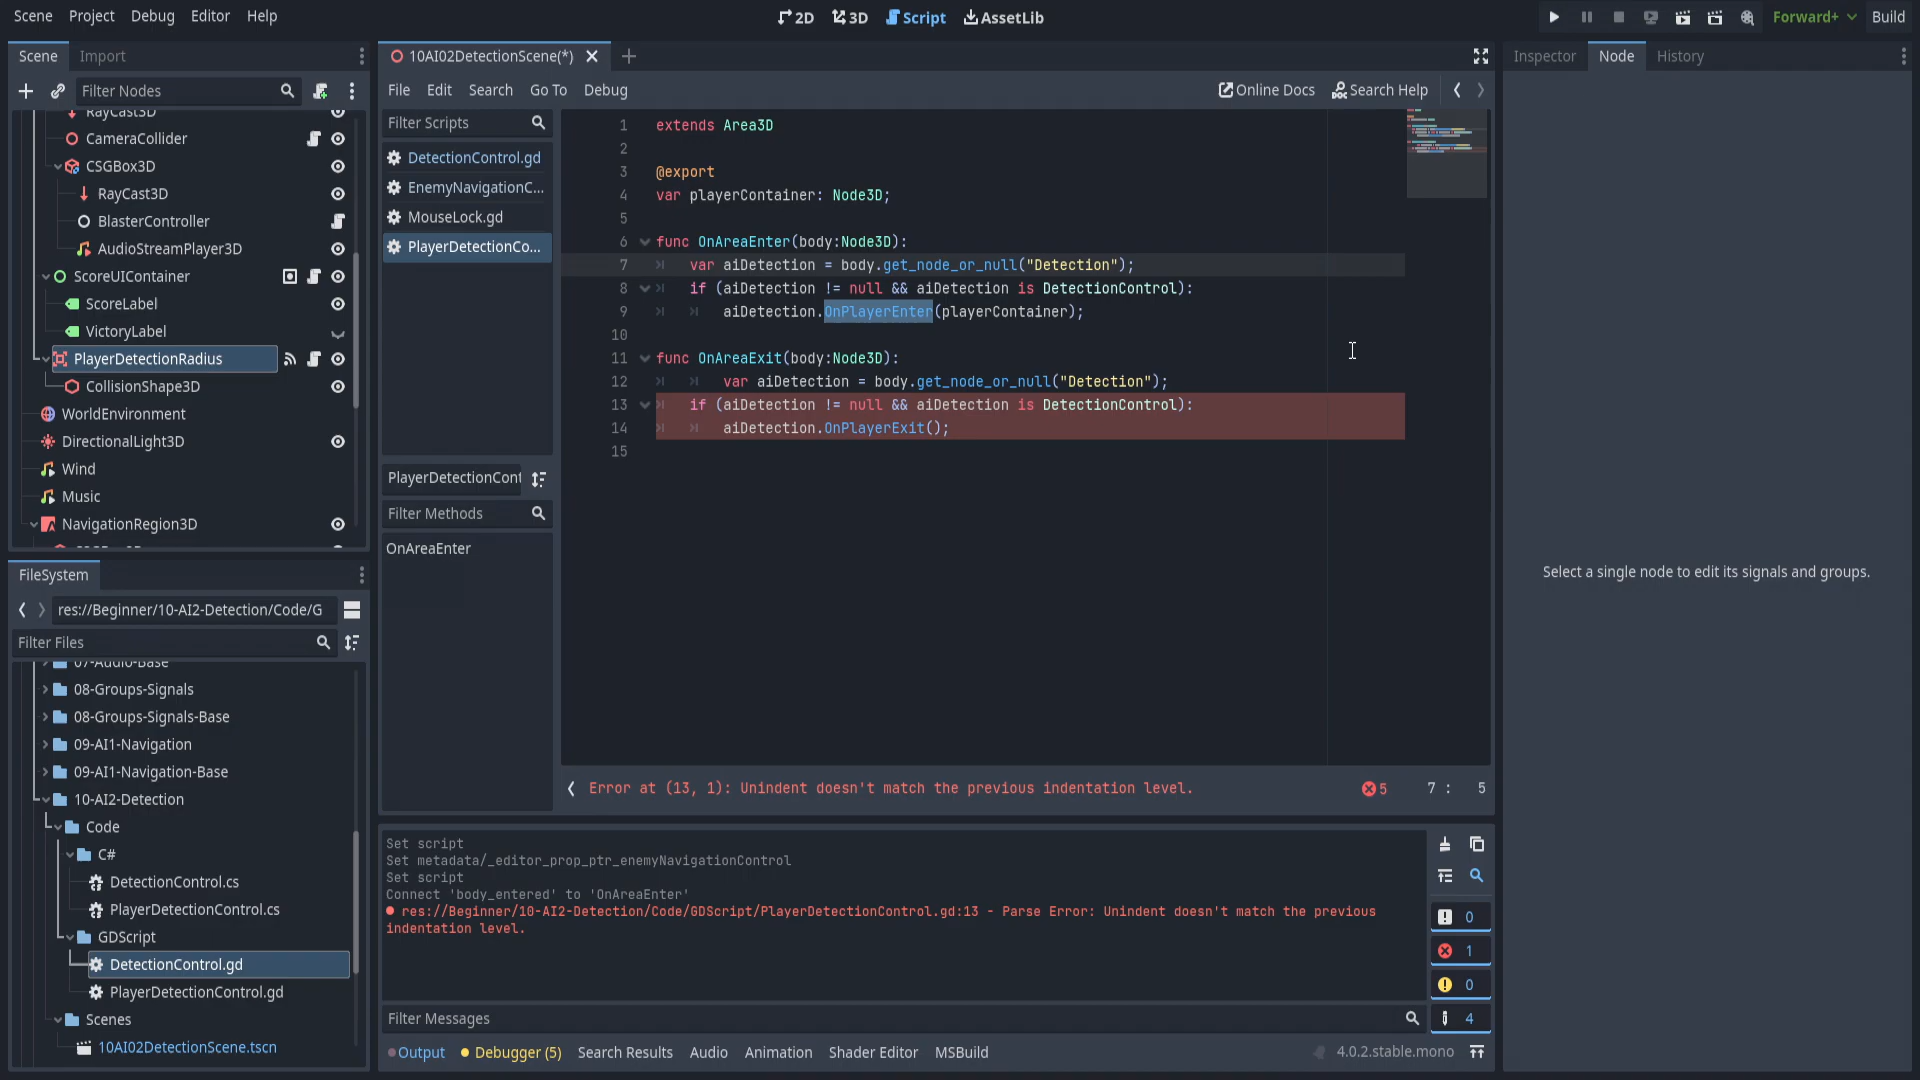 Scene Project Debug Editor Help
2D 3D Script AssetLib
Forward+ Build
Scene Import
Filter Nodes
RayCast3D
CameraCollider
CSGBox3D
RayCast3D
BlasterController
AudioStreamPlayer3D
ScoreUIContainer
ScoreLabel
VictoryLabel
PlayerDetectionRadius
CollisionShape3D
WorldEnvironment
DirectionalLight3D
Wind
Music
NavigationRegion3D
FileSystem
res://Beginner/10-AI2-Detection/Code/G
Filter Files
07-Audio-Base
08-Groups-Signals
08-Groups-Signals-Base
09-AI1-Navigation
09-AI1-Navigation-Base
10-AI2-Detection
Code
C#
DetectionControl.cs
PlayerDetectionControl.cs
GDScript
DetectionControl.gd
PlayerDetectionControl.gd
Scenes
10AI02DetectionScene.tscn
10AI02DetectionScene(*)
File Edit Search Go To Debug
Online Docs Search Help
Filter Scripts
DetectionControl.gd
EnemyNavigationC...
MouseLock.gd
PlayerDetectionCo...
PlayerDetectionCont
Filter Methods
OnAreaEnter
1 extends Area3D
2
3 @export
4 var playerContainer: Node3D;
5
6 func OnAreaEnter(body:Node3D):
7 var aiDetection = body.get_node_or_null("Detection");
8 if (aiDetection != null && aiDetection is DetectionControl):
9 aiDetection.OnPlayerEnter(playerContainer);
10
11 func OnAreaExit(body:Node3D):
12 var aiDetection = body.get_node_or_null("Detection");
13 if (aiDetection != null && aiDetection is DetectionControl):
14 aiDetection.OnPlayerExit();
15
Error at (13, 1): Unindent doesn't match the previous indentation level.
5 7 : 5
Set script
Set metadata/_editor_prop_ptr_enemyNavigationControl
Set script
Connect 'body_entered' to 'OnAreaEnter'
res://Beginner/10-AI2-Detection/Code/GDScript/PlayerDetectionControl.gd:13 - Parse Error: Unindent doesn't match the previous
indentation level.
0
1
0
4
Filter Messages
Output Debugger (5) Search Results Audio Animation Shader Editor MSBuild
4.0.2.stable.mono
Inspector Node History
Select a single node to edit its signals and groups.